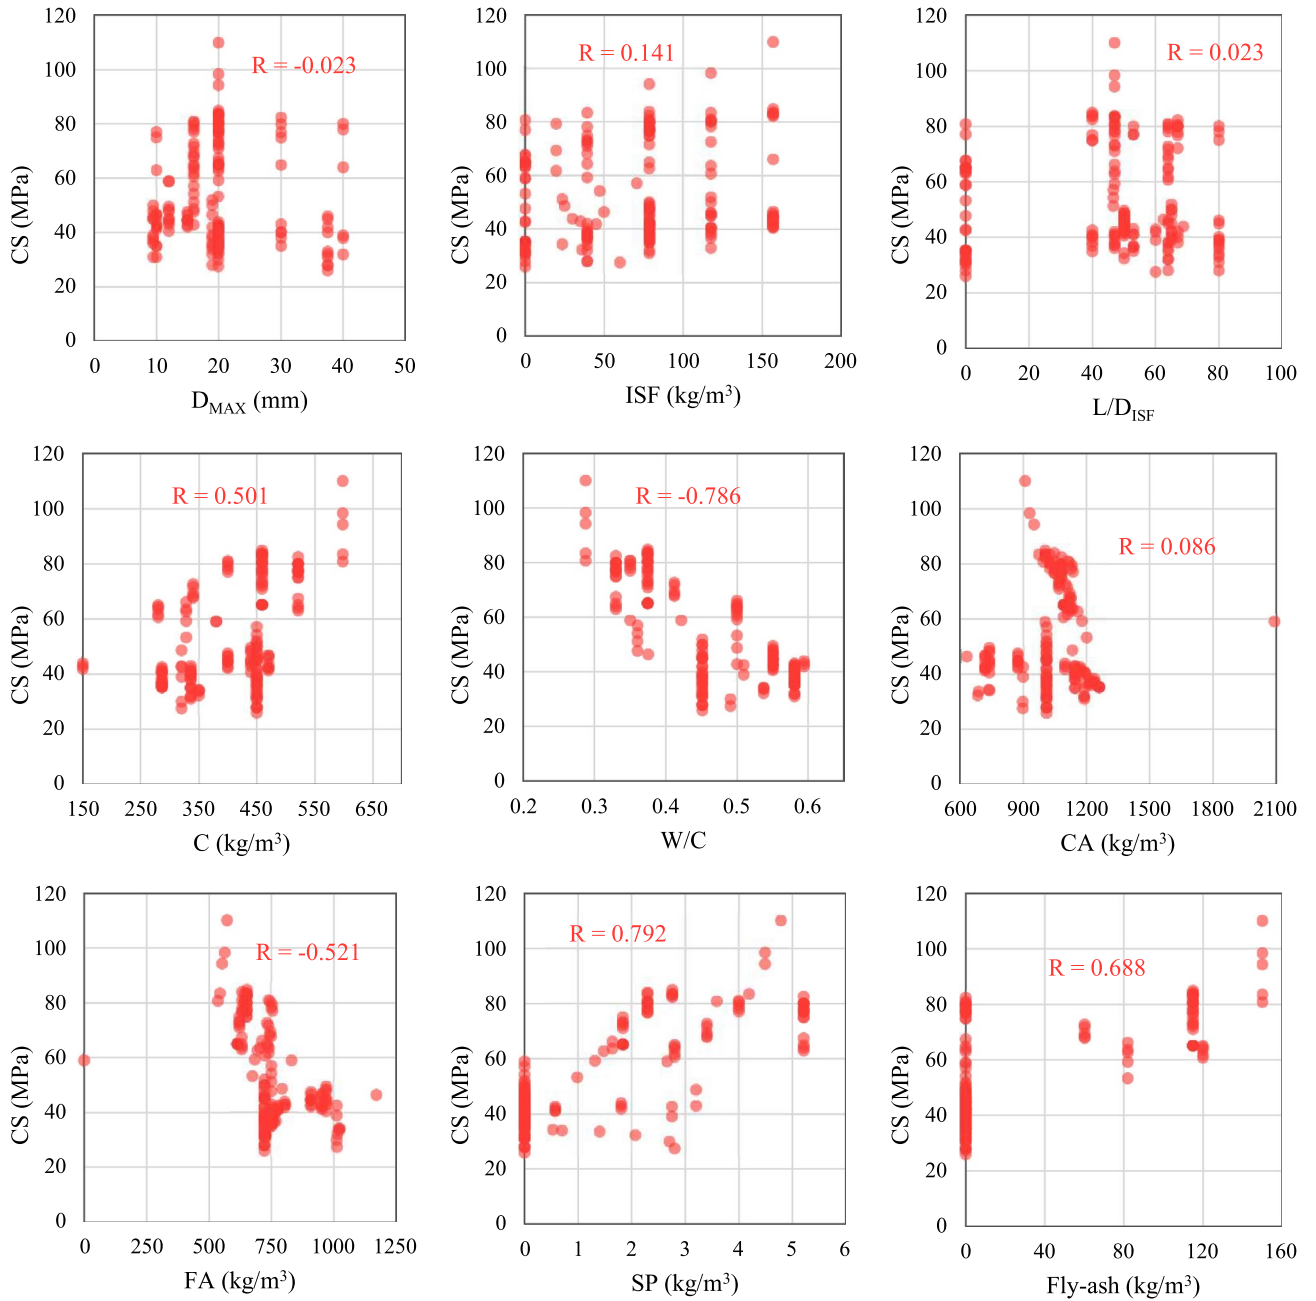 120
100
80
60
40
20
0
CS (MPa)
R = -0.023
0 10 20 30 40 50
D_MAX (mm)
120
100
80
60
40
20
0
CS (MPa)
R = 0.141
0 50 100 150 200
ISF (kg/m³)
120
100
80
60
40
20
0
CS (MPa)
R = 0.023
0 20 40 60 80 100
L/D_ISF
120
100
80
60
40
20
0
CS (MPa)
R = 0.501
150 250 350 450 550 650
C (kg/m³)
120
100
80
60
40
20
0
CS (MPa)
R = -0.786
0.2 0.3 0.4 0.5 0.6
W/C
120
100
80
60
40
20
0
CS (MPa)
R = 0.086
600 900 1200 1500 1800 2100
CA (kg/m³)
120
100
80
60
40
20
0
CS (MPa)
R = -0.521
0 250 500 750 1000 1250
FA (kg/m³)
120
100
80
60
40
20
0
CS (MPa)
R = 0.792
0 1 2 3 4 5 6
SP (kg/m³)
120
100
80
60
40
20
0
CS (MPa)
R = 0.688
0 40 80 120 160
Fly-ash (kg/m³)